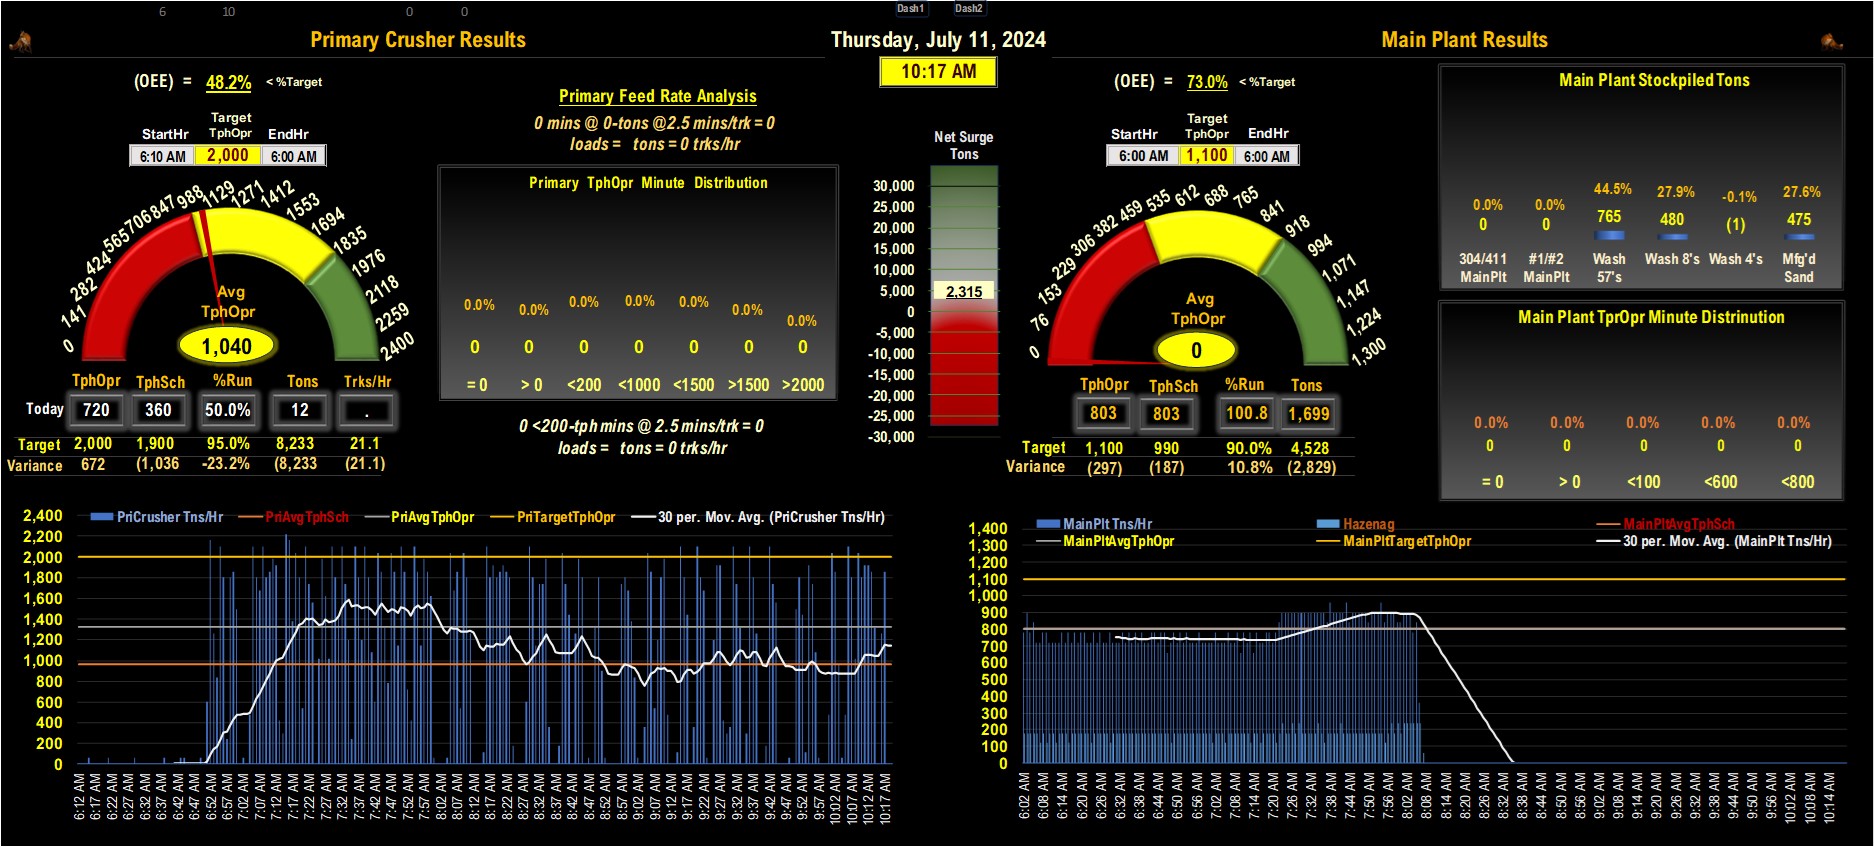 6 10 0 0 Dash1 Dash2
Primary Crusher Results
Thursday, July 11, 2024
Main Plant Results
10:17 AM
(OEE) = 48.2% < %Target
Target
StartHr TphOpr EndHr
6:10 AM 2,000 6:00 AM
0 141 282 424 565 706 847 988 1129 1271 1412 1553 1694 1835 1976 2118 2259 2400
Avg
TphOpr
1,040
TphOpr TphSch %Run Tons Trks/Hr
Today 720 360 50.0% 12 .
Target 2,000 1,900 95.0% 8,233 21.1
Variance 672 (1,036 -23.2% (8,233 (21.1)
Primary Feed Rate Analysis
0 mins @ 0-tons @2.5 mins/trk = 0
loads = tons = 0 trks/hr
Primary TphOpr Minute Distribution
0.0% 0.0% 0.0% 0.0% 0.0% 0.0% 0.0%
0 0 0 0 0 0 0
= 0 > 0 <200 <1000 <1500 >1500 >2000
0 <200-tph mins @ 2.5 mins/trk = 0
loads = tons = 0 trks/hr
Net Surge
Tons
30,000
25,000
20,000
15,000
10,000
5,000
2,315
0
-5,000
-10,000
-15,000
-20,000
-25,000
-30,000
(OEE) = 73.0% < %Target
Target
StartHr TphOpr EndHr
6:00 AM 1,100 6:00 AM
0 76 153 229 306 382 459 535 612 688 765 841 918 994 1,071 1,147 1,224 1,300
Avg
TphOpr
0
TphOpr TphSch %Run Tons
803 803 100.8 1,699
Target 1,100 990 90.0% 4,528
Variance (297) (187) 10.8% (2,829)
Main Plant Stockpiled Tons
0.0% 0.0% 44.5% 27.9% -0.1% 27.6%
0 0 765 480 (1) 475
304/411 #1/#2 Wash Wash 8's Wash 4's Mfg'd
MainPlt MainPlt 57's Sand
Main Plant TprOpr Minute Distrinution
0.0% 0.0% 0.0% 0.0% 0.0%
0 0 0 0 0
= 0 > 0 <100 <600 <800
PriCrusher Tns/Hr PriAvgTphSch PriAvgTphOpr PriTargetTphOpr 30 per. Mov. Avg. (PriCrusher Tns/Hr)
2,400
2,200
2,000
1,800
1,600
1,400
1,200
1,000
800
600
400
200
0
6:12 AM 6:17 AM 6:22 AM 6:27 AM 6:32 AM 6:37 AM 6:42 AM 6:47 AM 6:52 AM 6:57 AM 7:02 AM 7:07 AM 7:12 AM 7:17 AM 7:22 AM 7:27 AM 7:32 AM 7:37 AM 7:42 AM 7:47 AM 7:52 AM 7:57 AM 8:02 AM 8:07 AM 8:12 AM 8:17 AM 8:22 AM 8:27 AM 8:32 AM 8:37 AM 8:42 AM 8:47 AM 8:52 AM 8:57 AM 9:02 AM 9:07 AM 9:12 AM 9:17 AM 9:22 AM 9:27 AM 9:32 AM 9:37 AM 9:42 AM 9:47 AM 9:52 AM 9:57 AM 10:02 AM 10:07 AM 10:12 AM 10:17 AM
MainPlt Tns/Hr Hazenag MainPltAvgTphSch
MainPltAvgTphOpr MainPltTargetTphOpr 30 per. Mov. Avg. (MainPlt Tns/Hr)
1,400
1,300
1,200
1,100
1,000
900
800
700
600
500
400
300
200
100
0
6:02 AM 6:08 AM 6:14 AM 6:20 AM 6:26 AM 6:32 AM 6:38 AM 6:44 AM 6:50 AM 6:56 AM 7:02 AM 7:08 AM 7:14 AM 7:20 AM 7:26 AM 7:32 AM 7:38 AM 7:44 AM 7:50 AM 7:56 AM 8:02 AM 8:08 AM 8:14 AM 8:20 AM 8:26 AM 8:32 AM 8:38 AM 8:44 AM 8:50 AM 8:56 AM 9:02 AM 9:08 AM 9:14 AM 9:20 AM 9:26 AM 9:32 AM 9:38 AM 9:44 AM 9:50 AM 9:56 AM 10:02 AM 10:08 AM 10:14 AM